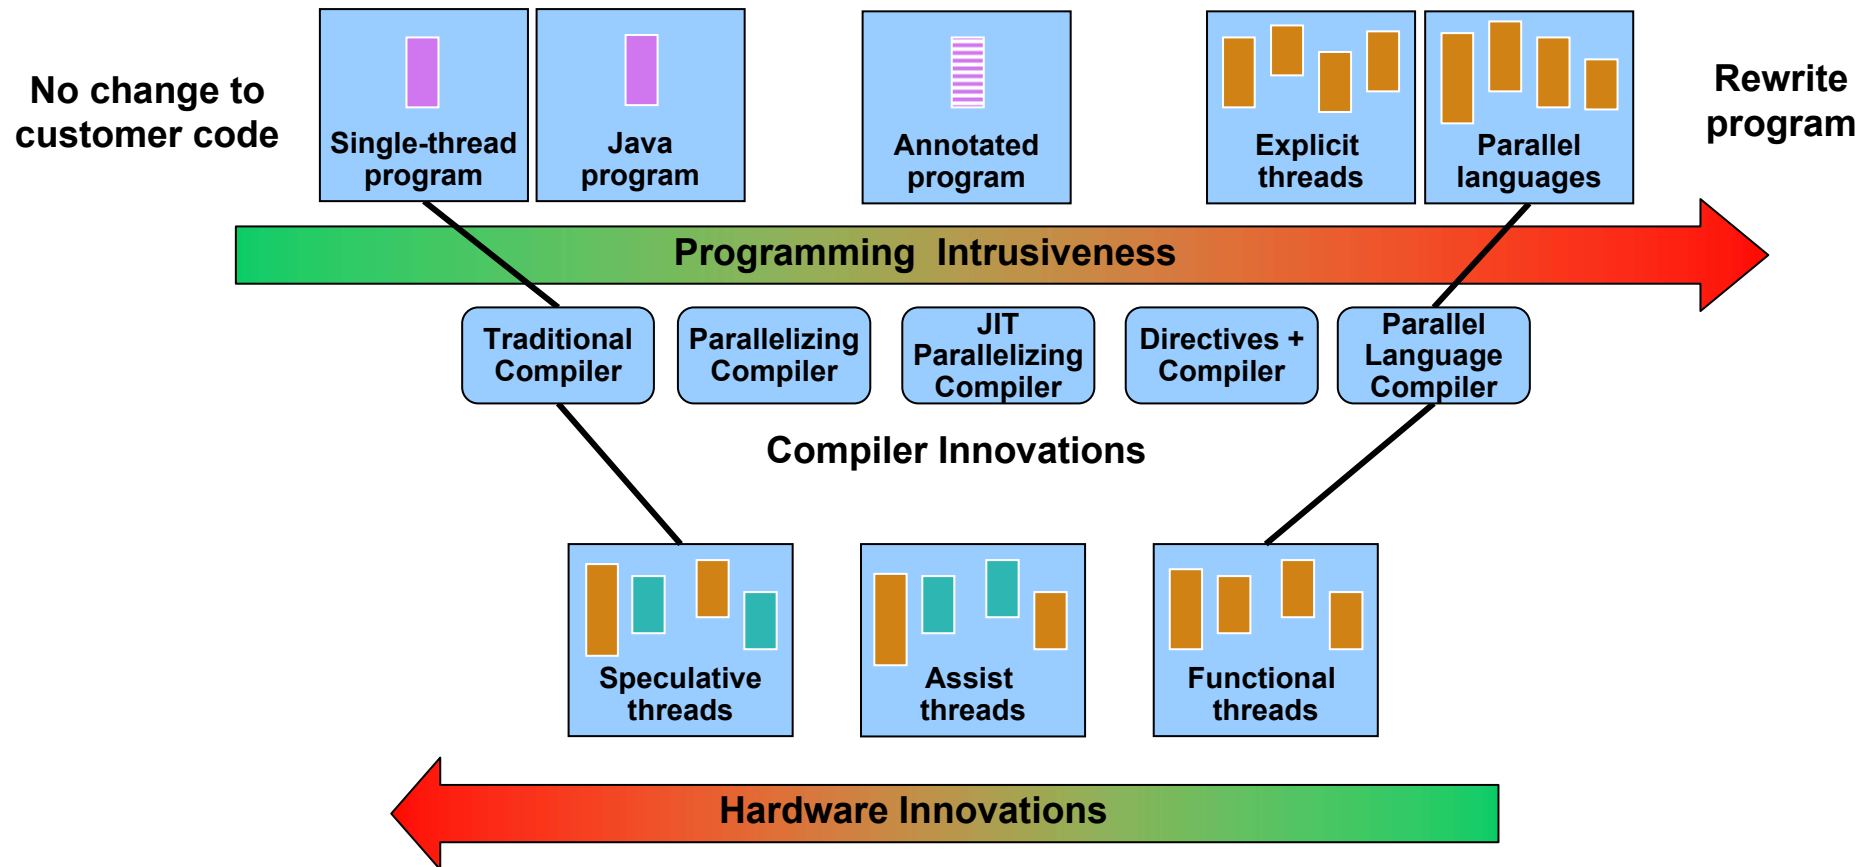 No change to
customer code
Single-thread
program
Java
program
Annotated
program
Explicit
threads
Parallel
languages
Rewrite
program
Programming Intrusiveness
Traditional
Compiler
Parallelizing
Compiler
JIT
Parallelizing
Compiler
Directives +
Compiler
Parallel
Language
Compiler
Compiler Innovations
Speculative
threads
Assist
threads
Functional
threads
Hardware Innovations